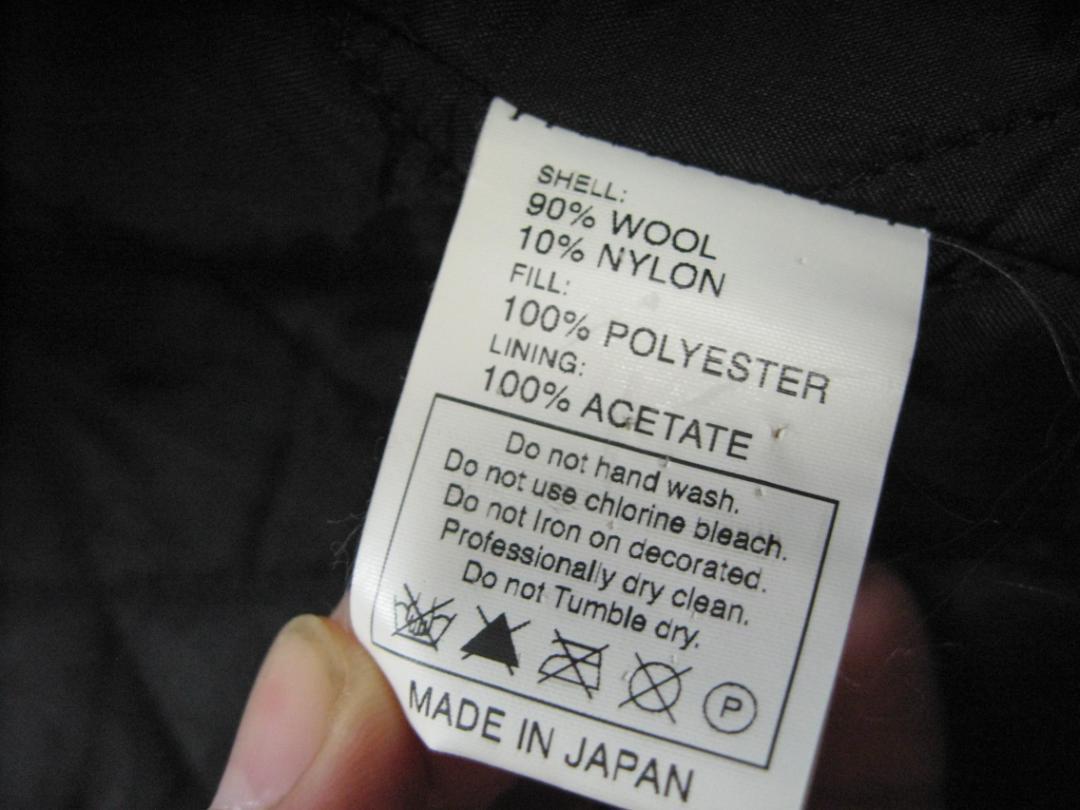 SHELL:
90% WOOL
10% NYLON
FILL:
100% POLYESTER
LINING:
100% ACETATE
Do not hand wash.
Do not use chlorine bleach.
Do not Iron on decorated.
Professionally dry clean.
Do not Tumble dry.
P
MADE IN JAPAN